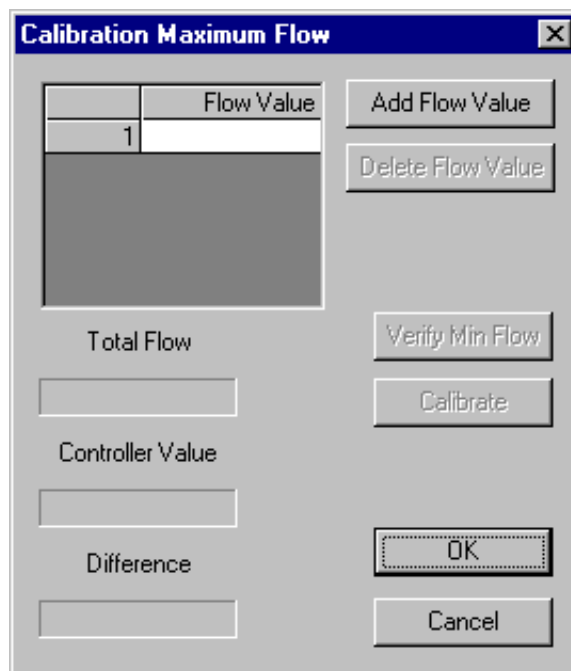 Calibration Maximum Flow
Flow Value
1
Add Flow Value
Delete Flow Value
Total Flow
Verify Min Flow
Calibrate
Controller Value
Difference
OK
Cancel